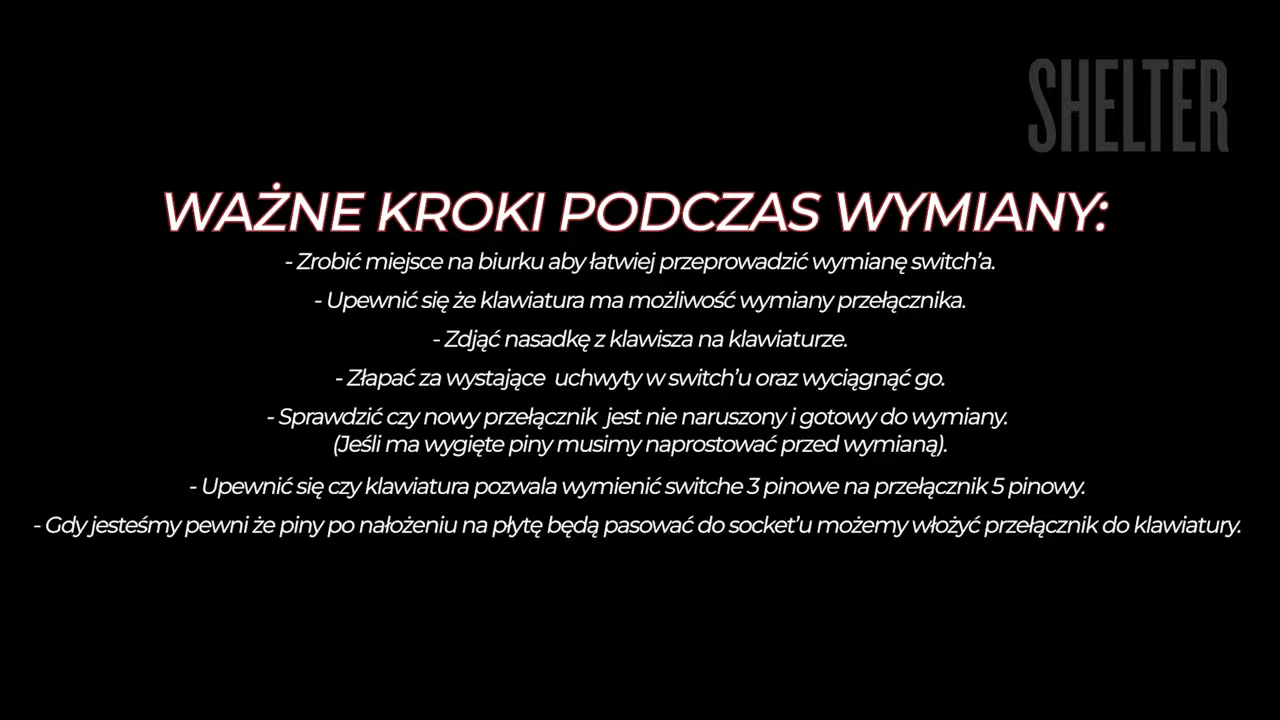 SHELTER
WAŻNE KROKI PODCZAS WYMIANY:
- Zrobić miejsce na biurku aby łatwiej przeprowadzić wymianę switch'a.
- Upewnić się że klawiatura ma możliwość wymiany przełącznika.
- Zdjąć nasadkę z klawisza na klawiaturze.
- Złapać za wystające  uchwyty w switch'u oraz wyciągnąć go.
- Sprawdzić czy nowy przełącznik  jest nie naruszony i gotowy do wymiany.
(Jeśli ma wygięte piny musimy naprostować przed wymianą).
- Upewnić się czy klawiatura pozwala wymienić switche 3 pinowe na przełącznik 5 pinowy.
- Gdy jesteśmy pewni że piny po nałożeniu na płytę będą pasować do socket'u możemy włożyć przełącznik do klawiatury.